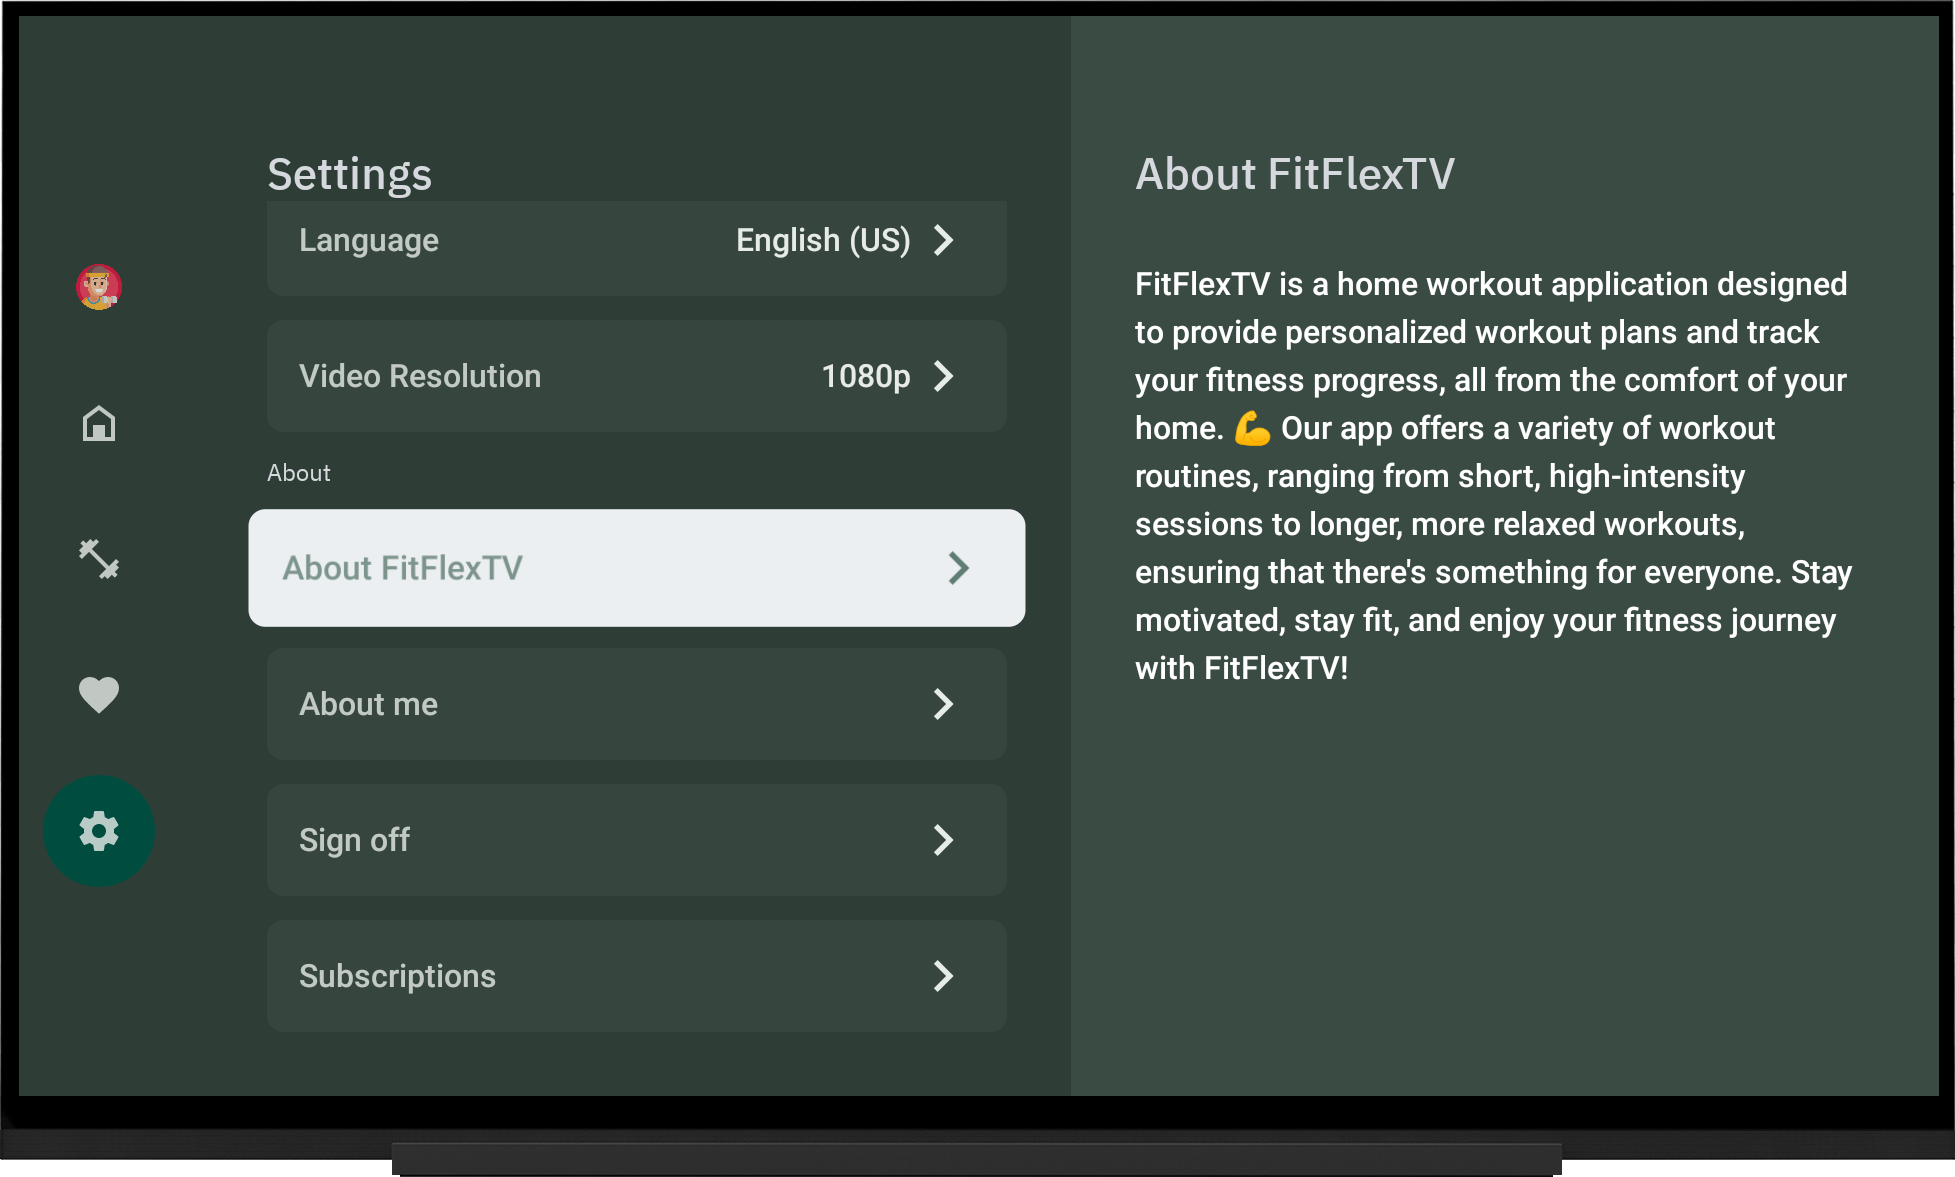 Settings
Language
English (US)
Video Resolution
1080p
About
About FitFlexTV
About me
Sign off
Subscriptions
About FitFlexTV
FitFlexTV is a home workout application designed
to provide personalized workout plans and track
your fitness progress, all from the comfort of your
home. 💪 Our app offers a variety of workout
routines, ranging from short, high-intensity
sessions to longer, more relaxed workouts,
ensuring that there's something for everyone. Stay
motivated, stay fit, and enjoy your fitness journey
with FitFlexTV!